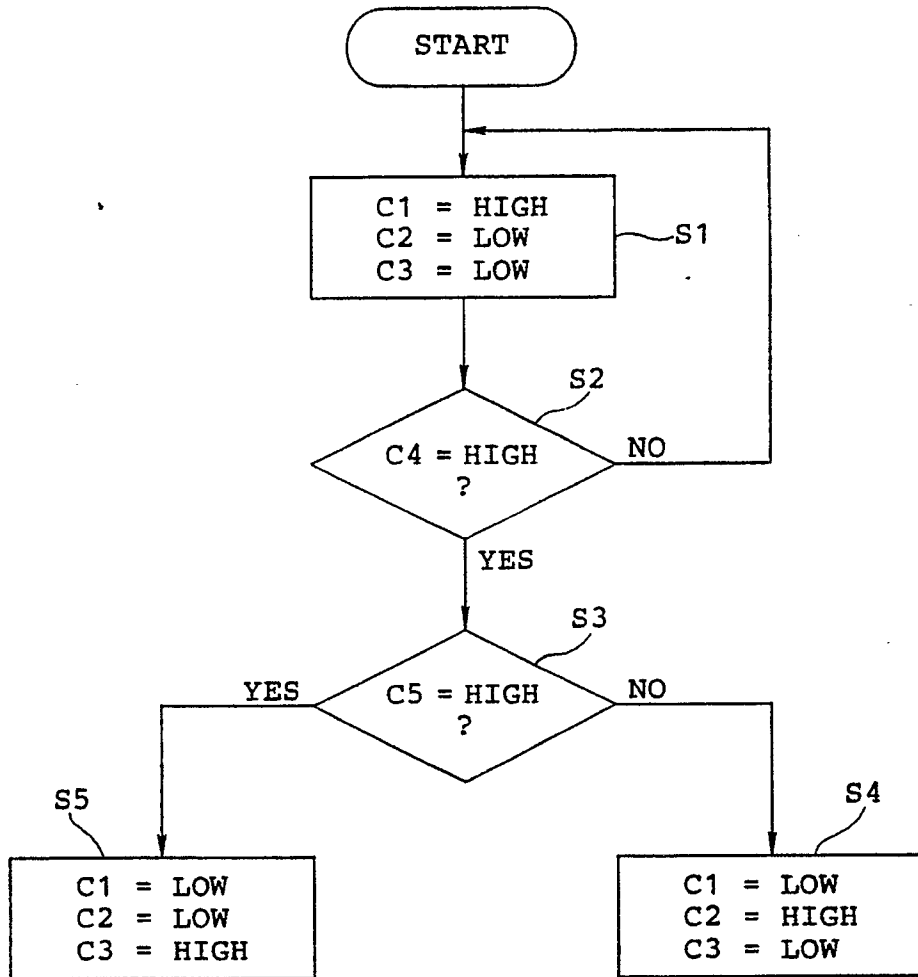 START
C1 = HIGH
C2 = LOW
C3 = LOW
S1
S2
C4 = HIGH
?
NO
YES
S3
C5 = HIGH
?
YES
NO
S5
S4
C1 = LOW
C2 = LOW
C3 = HIGH
C1 = LOW
C2 = HIGH
C3 = LOW